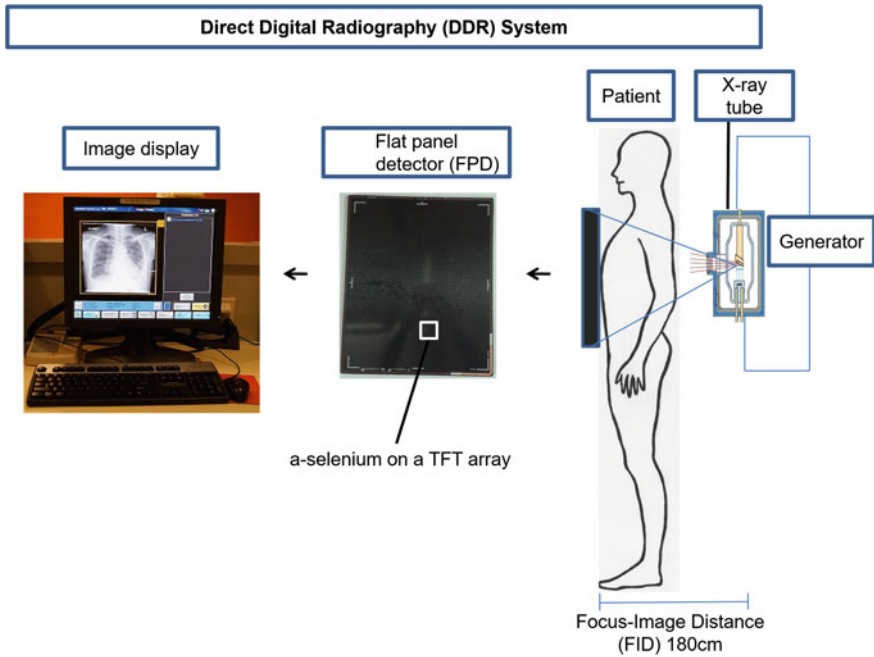 Direct Digital Radiography (DDR) System
Patient
X-ray
tube
Image display
Flat panel
detector (FPD)
Generator
a-selenium on a TFT array
Focus-Image Distance
(FID) 180cm